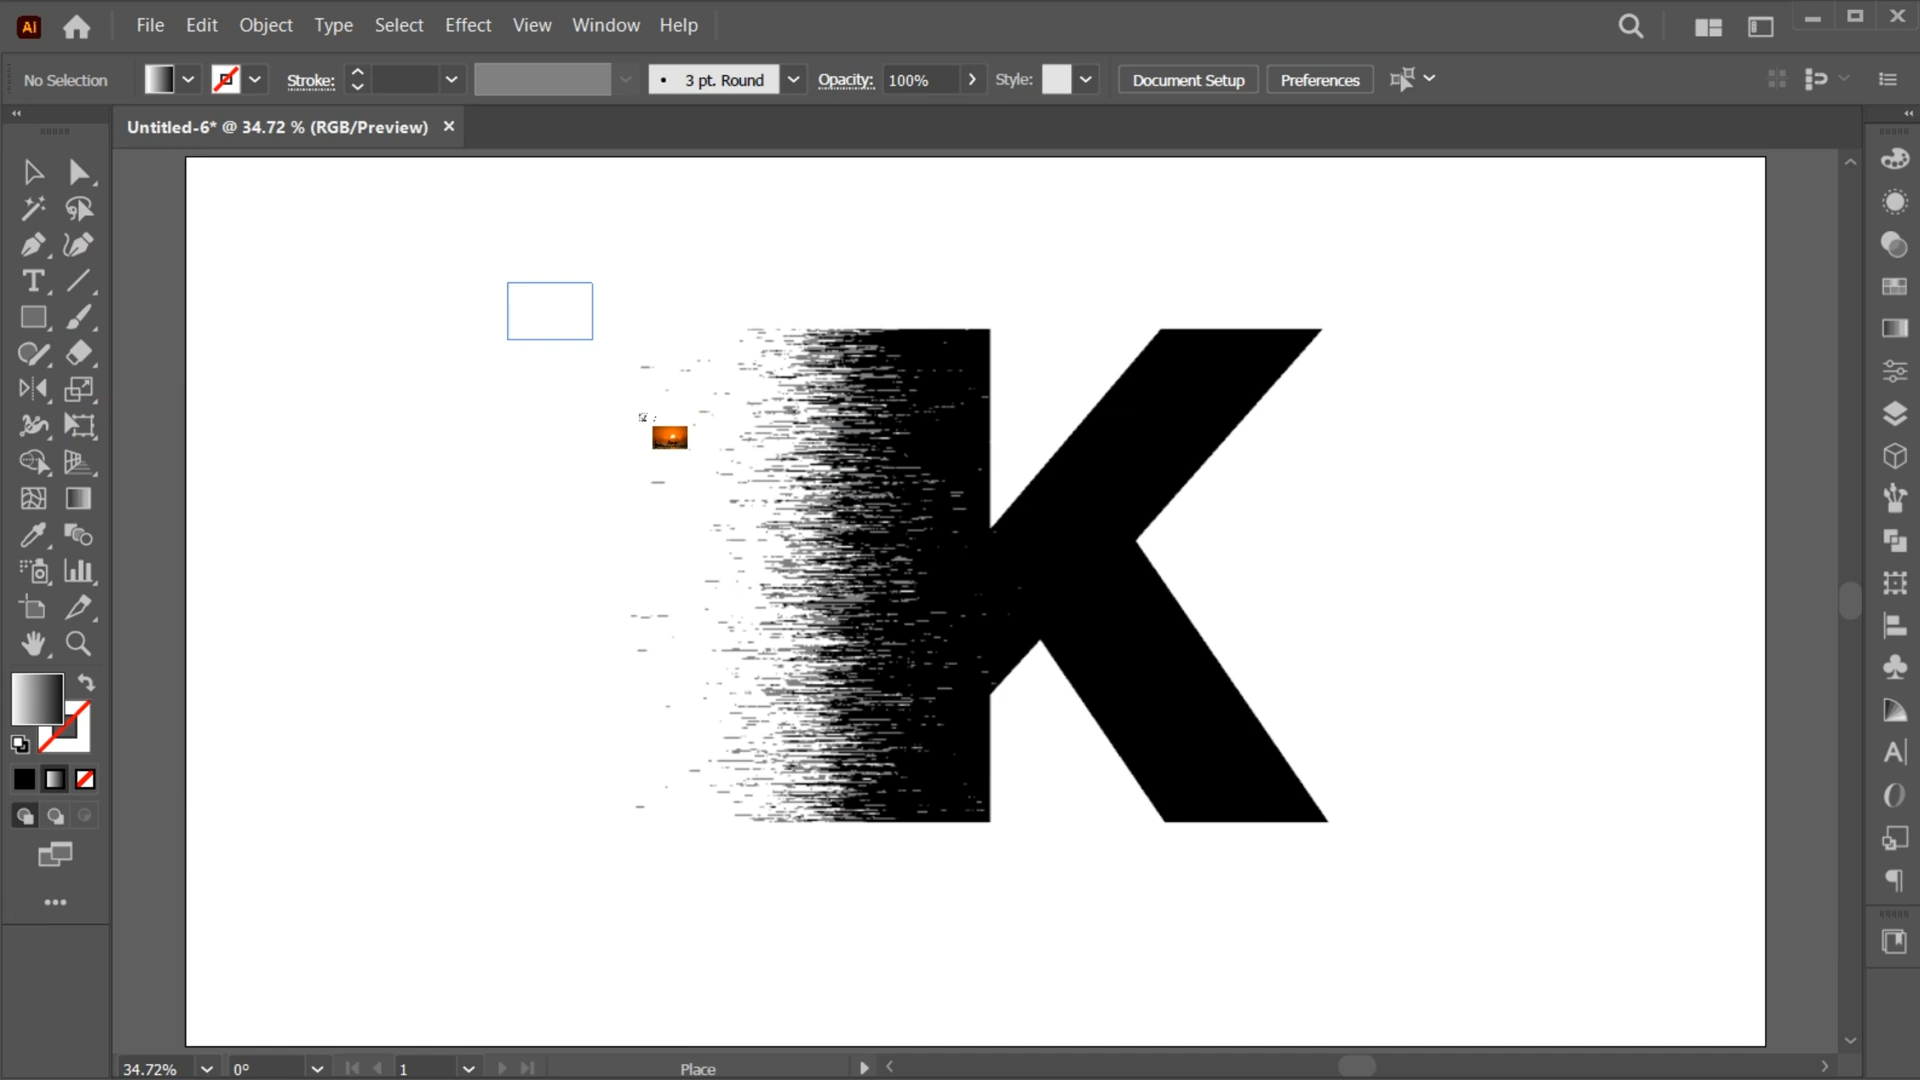 Ai File Edit Object Type Select Effect View Window Help
No Selection Stroke: 3 pt. Round Opacity: 100% Style: Document Setup Preferences
Untitled-6* @ 34.72 % (RGB/Preview) ×
K
34.72% 0° 1 Place